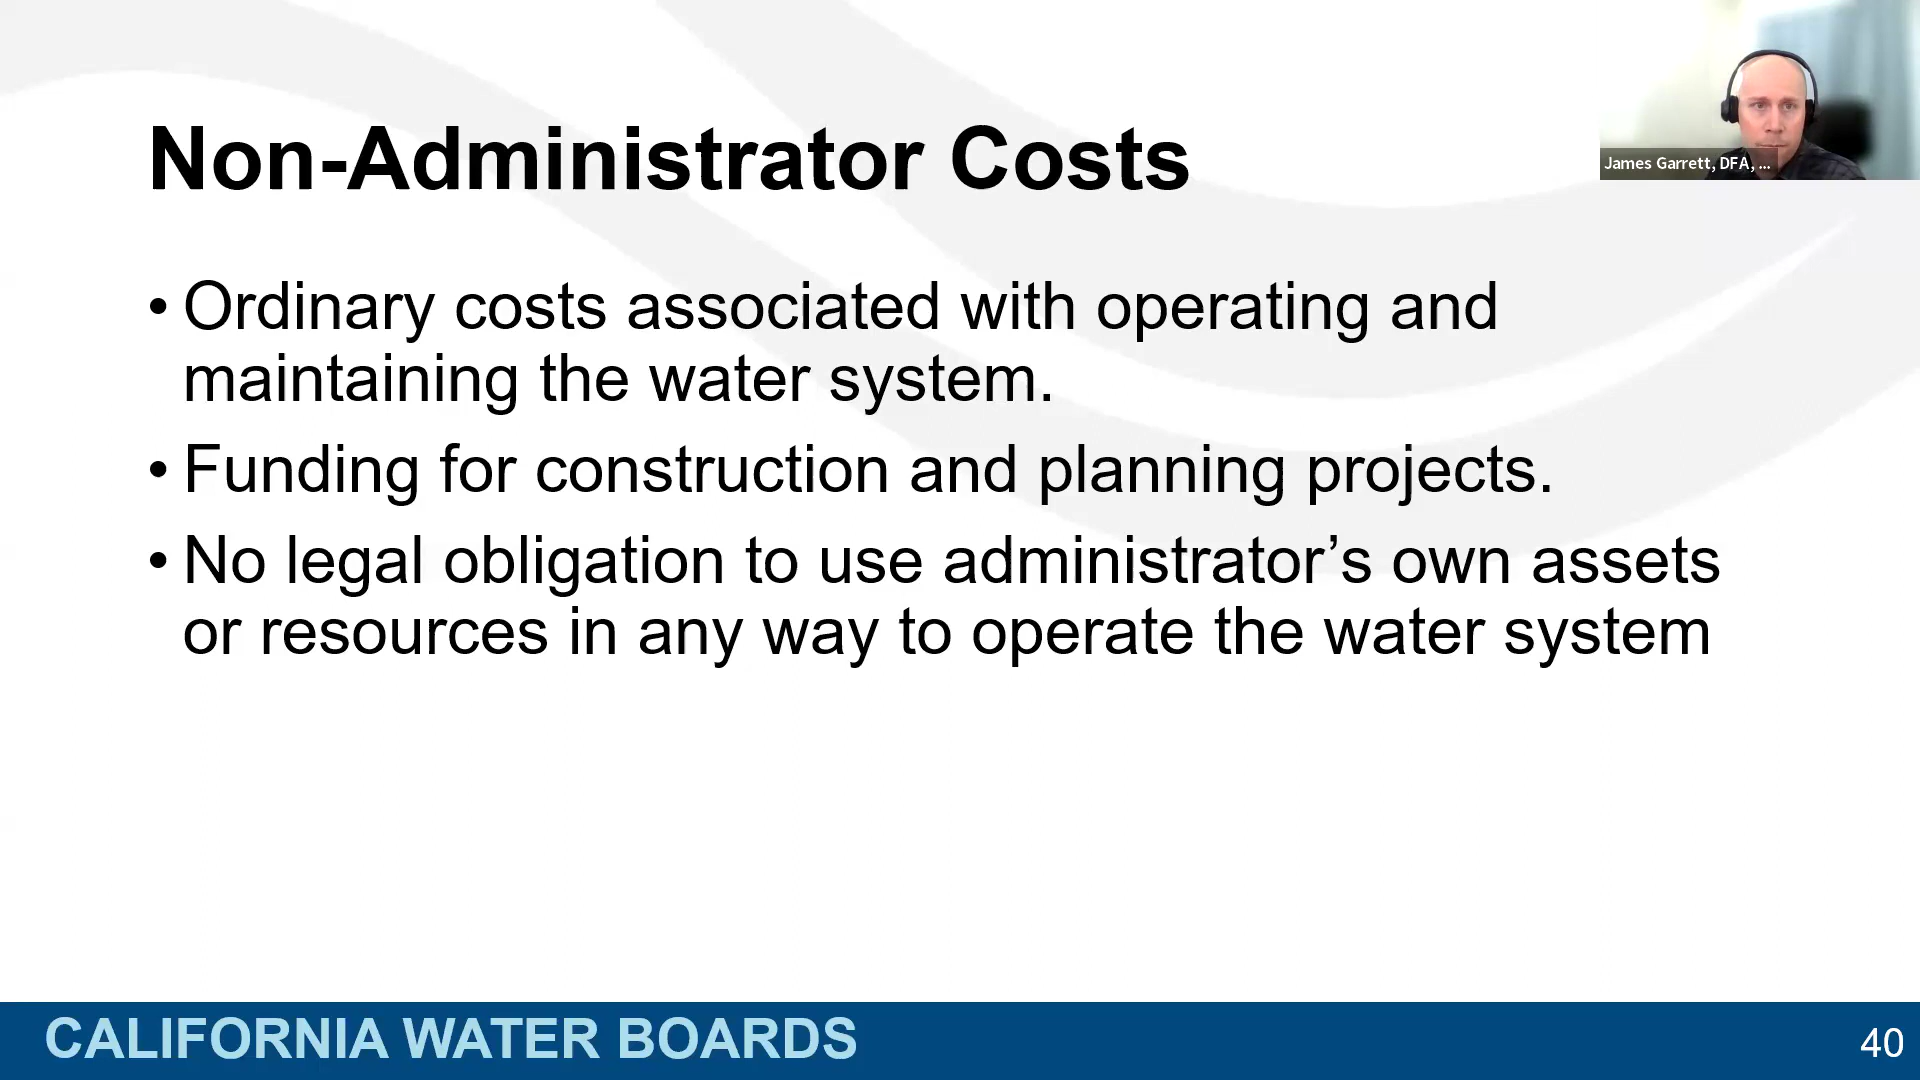 Non-Administrator Costs
James Garrett, DFA, ...
• Ordinary costs associated with operating and
maintaining the water system.
• Funding for construction and planning projects.
• No legal obligation to use administrator’s own assets
or resources in any way to operate the water system
CALIFORNIA WATER BOARDS
40